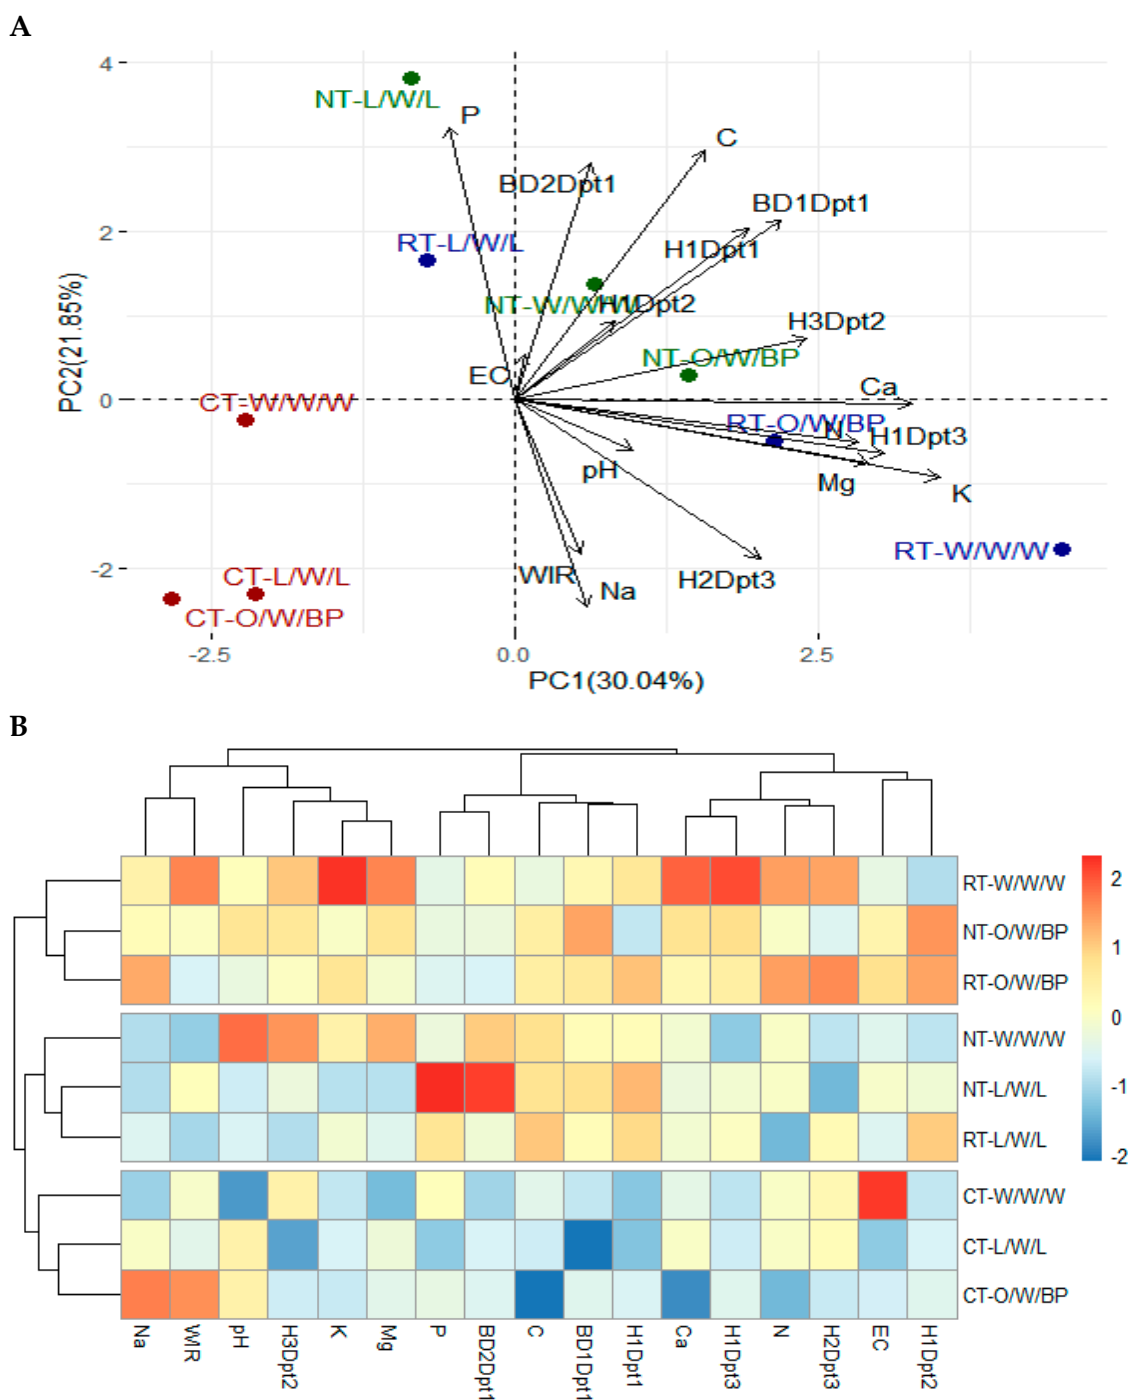 A
4
2
0
-2
PC2(21.85%)
NT-L/W/L
P
C
BD2Dpt1
BD1Dpt1
RT-L/W/L
H1Dpt1
NT-W/W/W
H1Dpt2
H3Dpt2
NT-O/W/BP
EC
Ca
CT-W/W/W
RT-O/W/BP
N
H1Dpt3
pH
Mg
K
RT-W/W/W
WIR
Na
H2Dpt3
CT-L/W/L
CT-O/W/BP
-2.5
0.0
2.5
PC1(30.04%)
B
RT-W/W/W
NT-O/W/BP
RT-O/W/BP
NT-W/W/W
NT-L/W/L
RT-L/W/L
CT-W/W/W
CT-L/W/L
CT-O/W/BP
2
1
0
-1
-2
Na
WIR
pH
H3Dpt2
K
Mg
P
BD2Dpt1
C
BD1Dpt1
H1Dpt1
Ca
H1Dpt3
N
H2Dpt3
EC
H1Dpt2